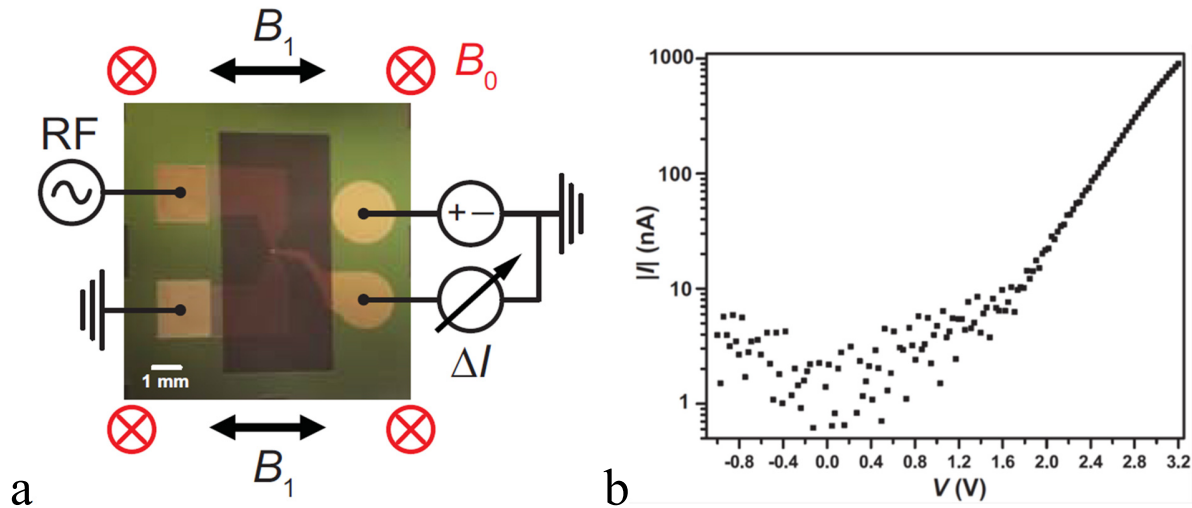 B₁
B₀
RF
+ −
ΔI
1 mm
B₁
a
1000
100
10
1
|I| (nA)
-0.8 -0.4 0.0 0.4 0.8 1.2 1.6 2.0 2.4 2.8 3.2
V (V)
b